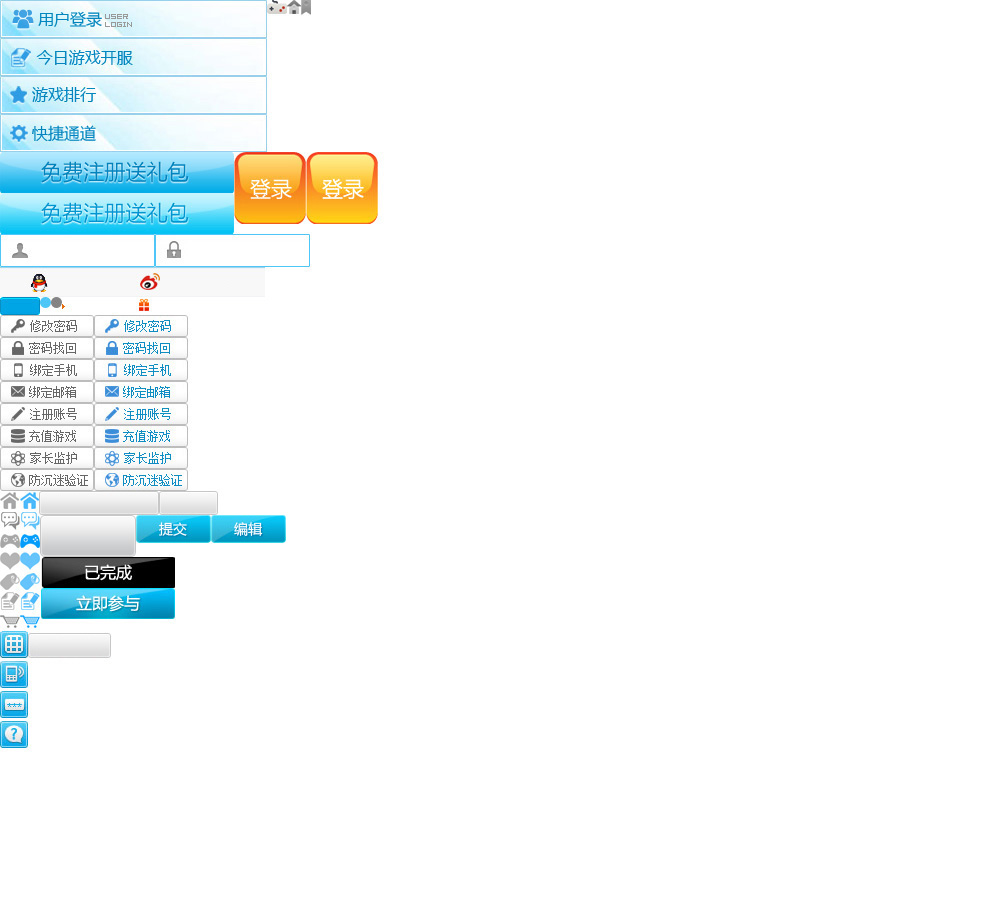 用户登录 USER LOGIN
今日游戏开服
游戏排行
快捷通道
免费注册送礼包
登录 登录
免费注册送礼包
修改密码 修改密码
密码找回 密码找回
绑定手机 绑定手机
绑定邮箱 绑定邮箱
注册账号 注册账号
充值游戏 充值游戏
家长监护 家长监护
防沉迷验证 防沉迷验证
提交 编辑
已完成
立即参与
***
?